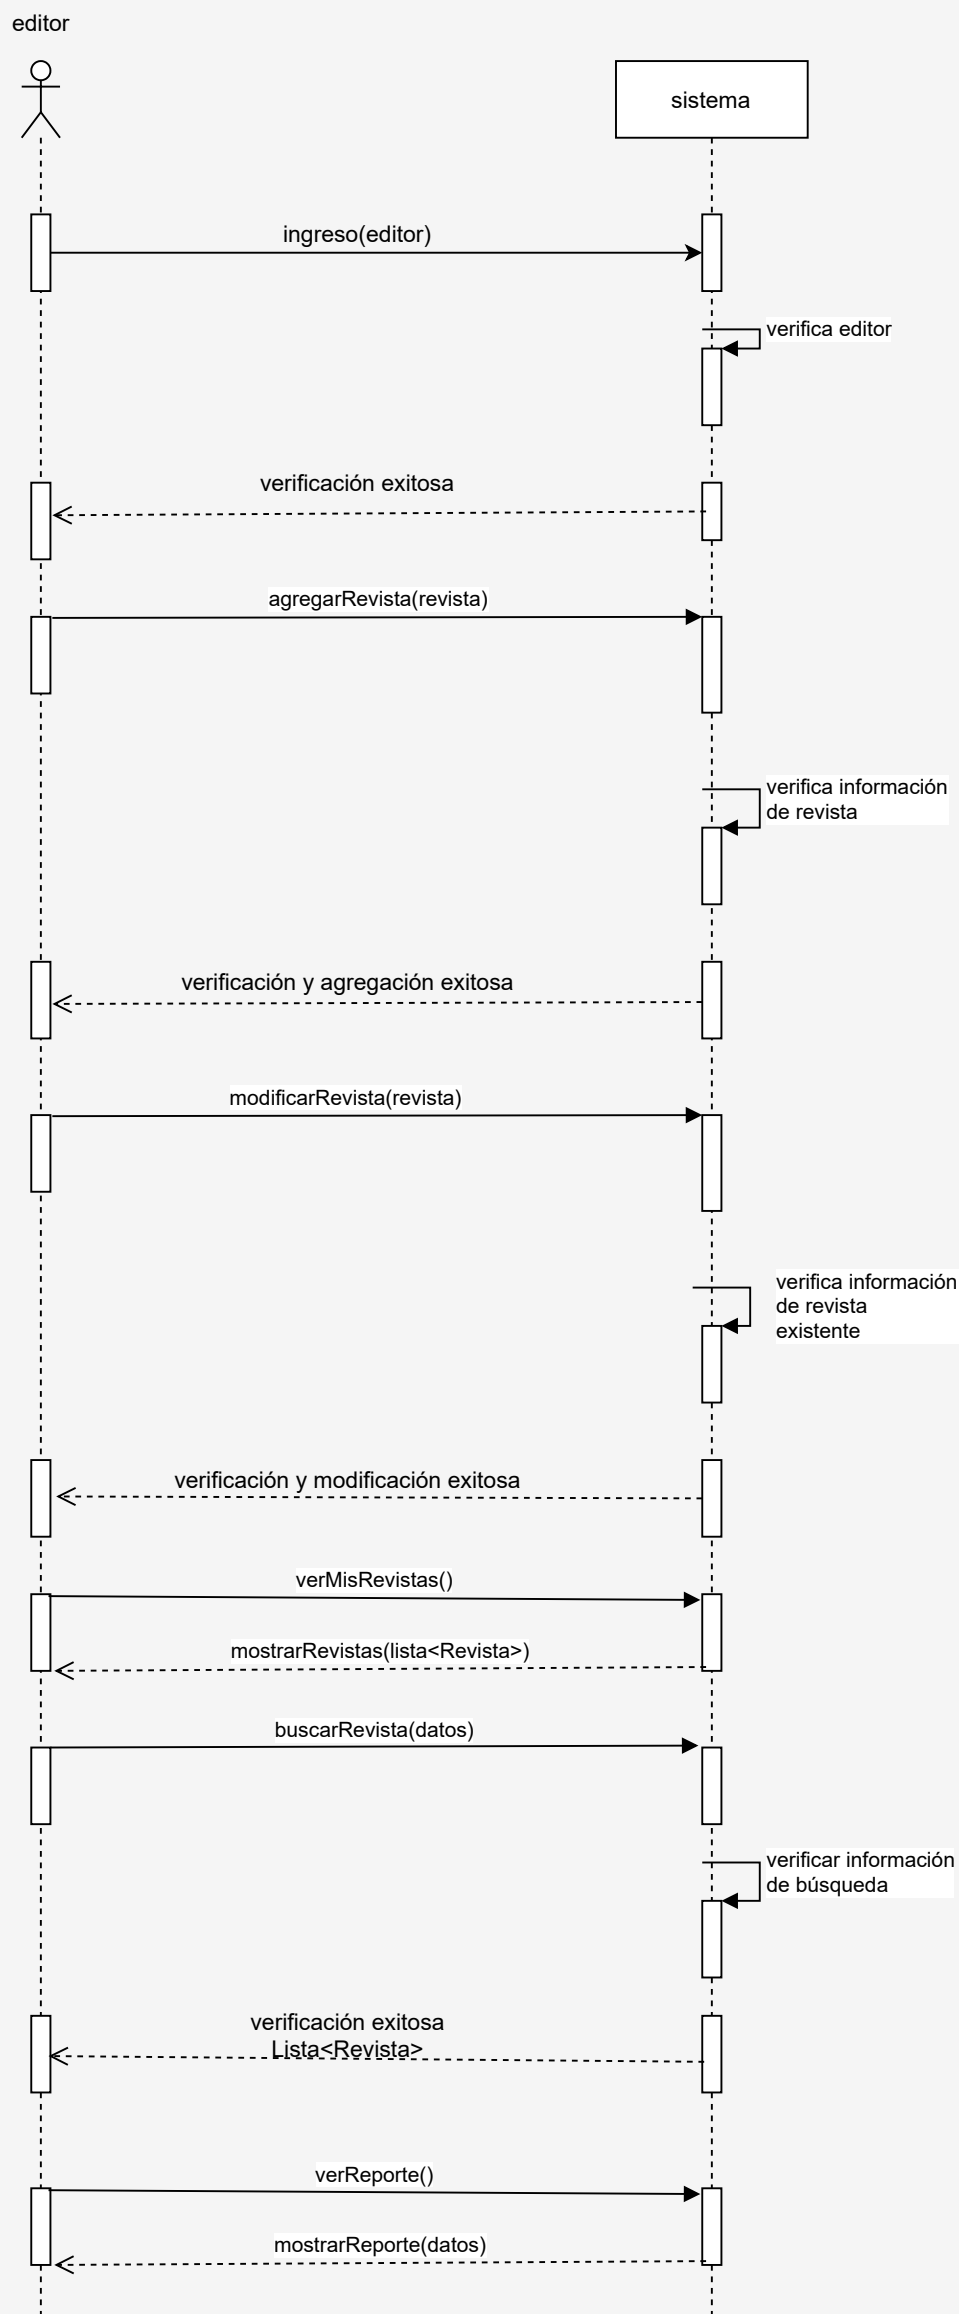 editor
sistema
ingreso(editor)
verifica editor
verificación exitosa
agregarRevista(revista)
verifica información
de revista
verificación y agregación exitosa
modificarRevista(revista)
verifica información
de revista
existente
verificación y modificación exitosa
verMisRevistas()
mostrarRevistas(lista<Revista>)
buscarRevista(datos)
verificar información
de búsqueda
verificación exitosa
Lista<Revista>
verReporte()
mostrarReporte(datos)